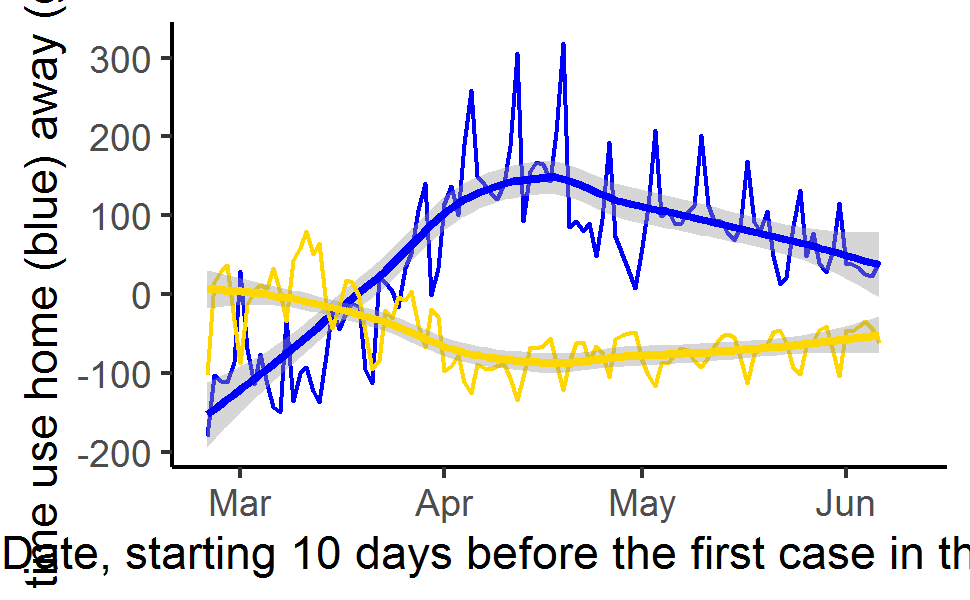 time use home (blue) away (
300
200
100
0
-100
-200
Mar Apr May Jun
Date, starting 10 days before the first case in th